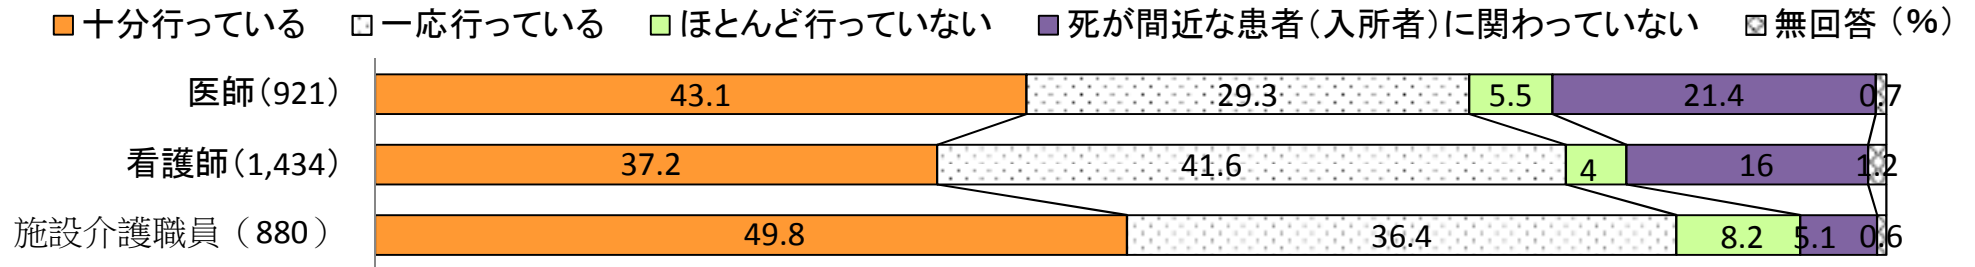 十分行っている 一応行っている ほとんど行っていない 死が間近な患者（入所者）に関わっていない 無回答 （％）
医師（921） 43.1 29.3 5.5 21.4 0.7
看護師（1,434） 37.2 41.6 4 16 1.2
施設介護職員（880） 49.8 36.4 8.2 5.1 0.6